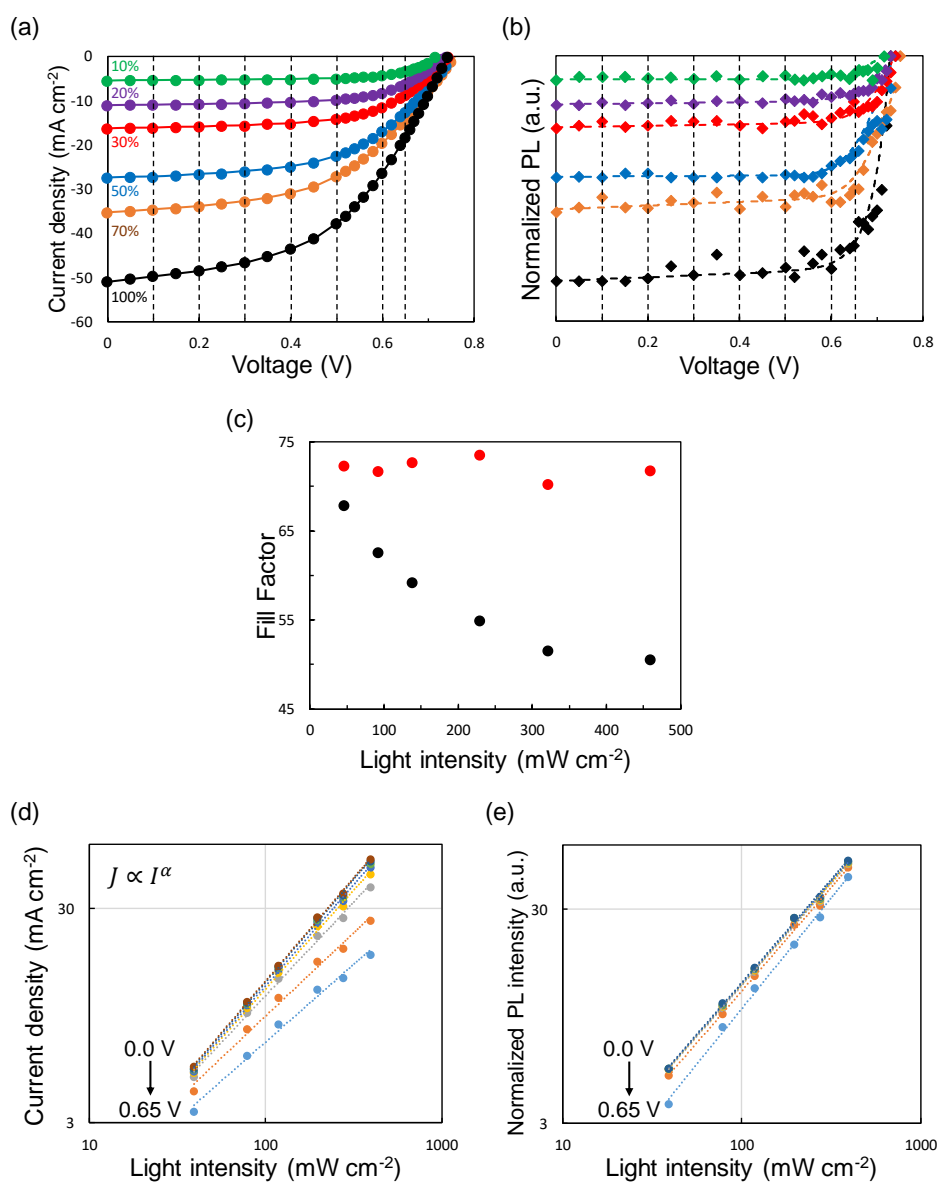 (a)
Current density (mA cm-2)
0
-10
-20
-30
-40
-50
-60
10%
20%
30%
50%
70%
100%
0
0.2
0.4
0.6
0.8
Voltage (V)
(b)
Normalized PL (a.u.)
0
0.2
0.4
0.6
0.8
Voltage (V)
(c)
Fill Factor
75
65
55
45
0
100
200
300
400
500
Light intensity (mW cm-2)
(d)
Current density (mA cm-2)
J ∝ I^α
30
3
0.0 V
0.65 V
10
100
1000
Light intensity (mW cm-2)
(e)
Normalized PL intensity (a.u.)
30
3
0.0 V
0.65 V
10
100
1000
Light intensity (mW cm-2)